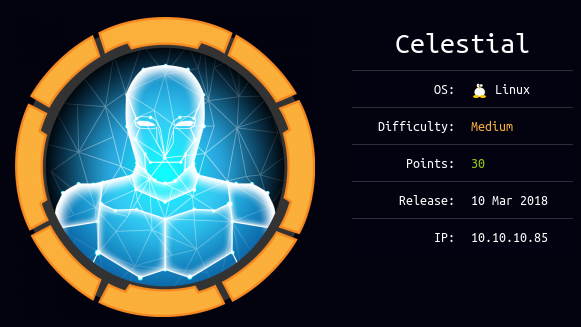 Celestial
OS: Linux
Difficulty: Medium
Points: 30
Release: 10 Mar 2018
IP: 10.10.10.85